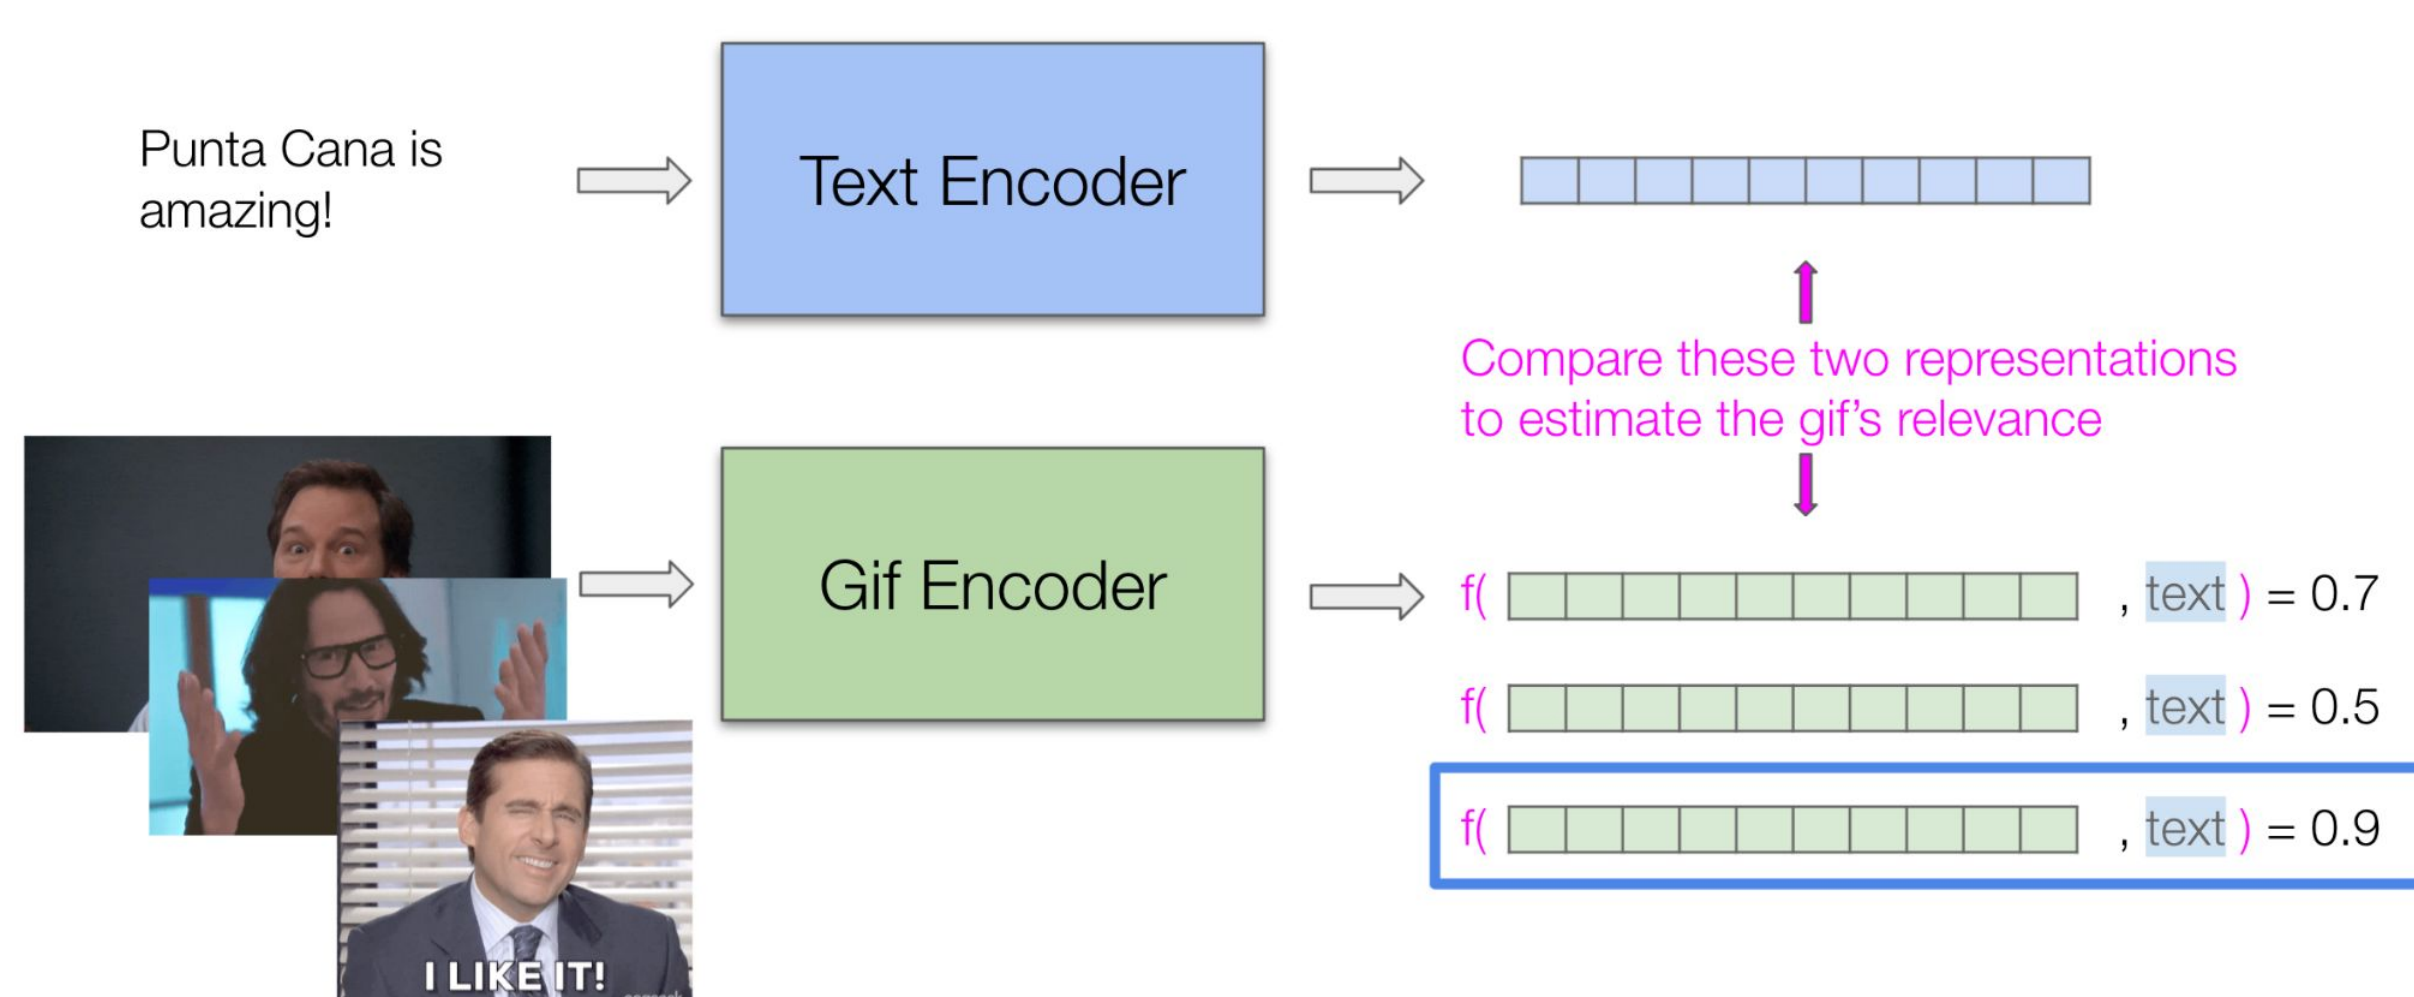 Punta Cana is
amazing!
Text Encoder
Compare these two representations
to estimate the gif's relevance
Gif Encoder
f( , text ) = 0.7
f( , text ) = 0.5
f( , text ) = 0.9
I LIKE IT!